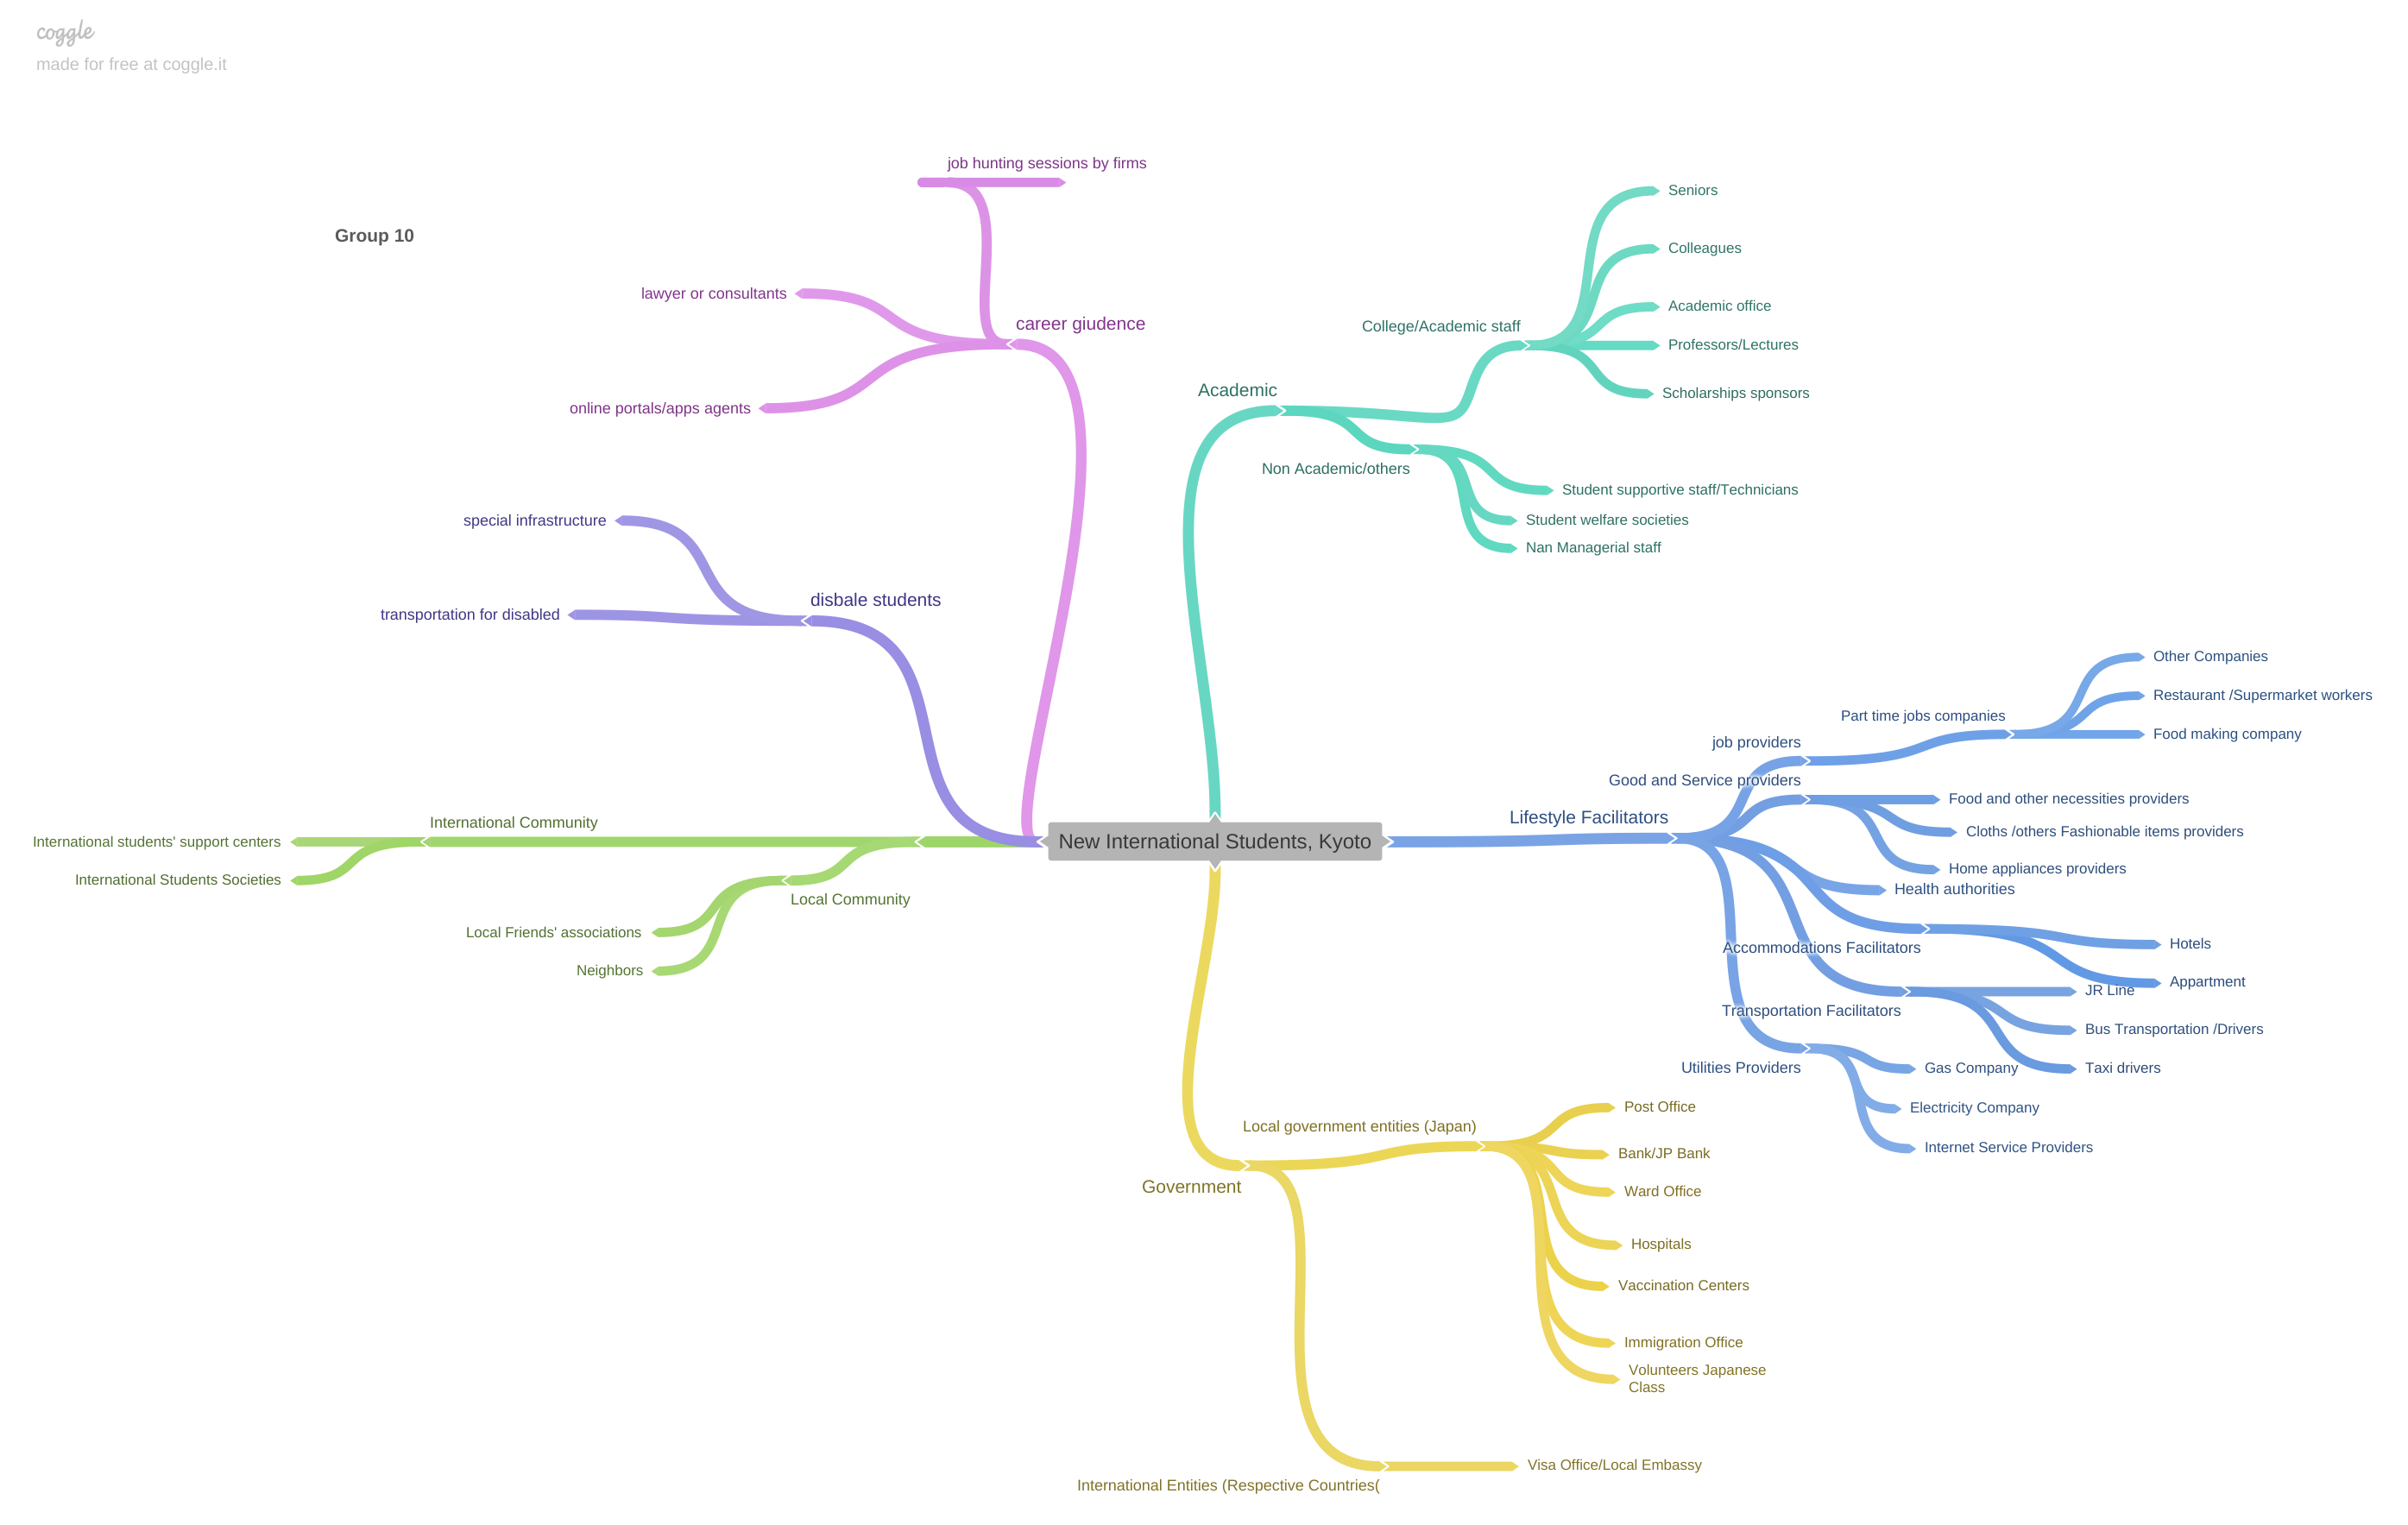 coggle
made for free at coggle.it
Group 10
job hunting sessions by firms
lawyer or consultants
career giudence
online portals/apps agents
special infrastructure
disbale students
transportation for disabled
International Community
International students' support centers
International Students Societies
Local Community
Local Friends' associations
Neighbors
New International Students, Kyoto
Academic
College/Academic staff
Seniors
Colleagues
Academic office
Professors/Lectures
Scholarships sponsors
Non Academic/others
Student supportive staff/Technicians
Student welfare societies
Nan Managerial staff
Lifestyle Facilitators
job providers
Part time jobs companies
Other Companies
Restaurant /Supermarket workers
Food making company
Good and Service providers
Food and other necessities providers
Cloths /others Fashionable items providers
Home appliances providers
Health authorities
Accommodations Facilitators
Hotels
Appartment
Transportation Facilitators
JR Line
Bus Transportation /Drivers
Taxi drivers
Utilities Providers
Gas Company
Electricity Company
Internet Service Providers
Government
Local government entities (Japan)
Post Office
Bank/JP Bank
Ward Office
Hospitals
Vaccination Centers
Immigration Office
Volunteers Japanese
Class
International Entities (Respective Countries(
Visa Office/Local Embassy